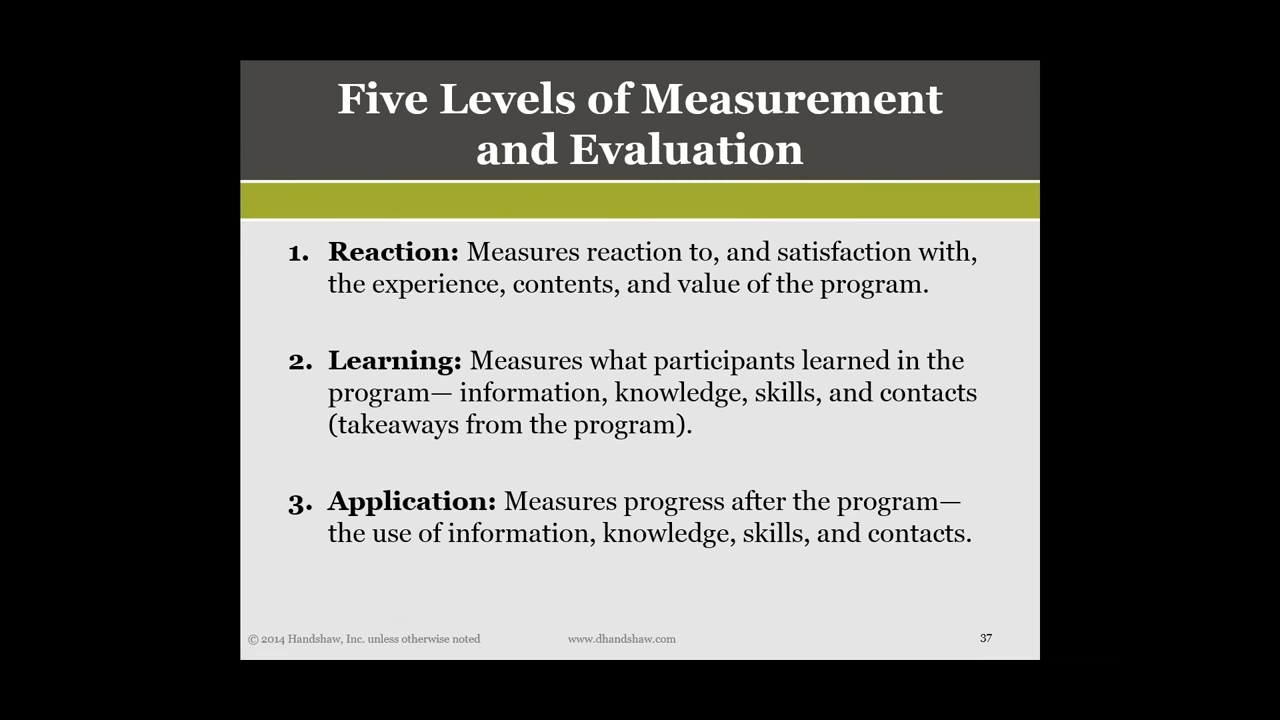 Five Levels of Measurement
and Evaluation
1. Reaction: Measures reaction to, and satisfaction with,
the experience, contents, and value of the program.
2. Learning: Measures what participants learned in the
program— information, knowledge, skills, and contacts
(takeaways from the program).
3. Application: Measures progress after the program—
the use of information, knowledge, skills, and contacts.
© 2014 Handshaw, Inc. unless otherwise noted www.dhandshaw.com 37